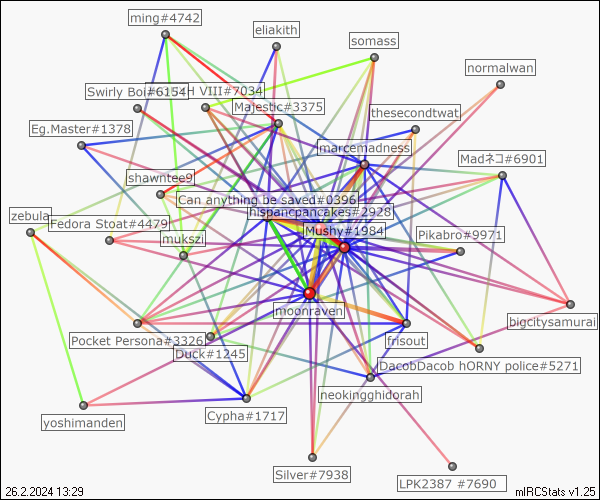 ming#4742
eliakith
somass
normalwan
Swirly Boi#6154
H VIII#7034
Majestic#3375
thesecondtwat
Eg.Master#1378
marcemadness
Madネコ#6901
shawntee9
Can anything be saved#0396
hispanicpancakes#2928
zebula
Fedora Stoat#4479
Mushy#1984
mukszi
Pikabro#9971
moonraven
bigcitysamurai
Pocket Persona#3326
frisout
Duck#1245
DacobDacob hORNY police#5271
neokingghidorah
yoshimanden
Cypha#1717
Silver#7938
LPK2387 #7690
26.2.2024 13:29
mIRCStats v1.25